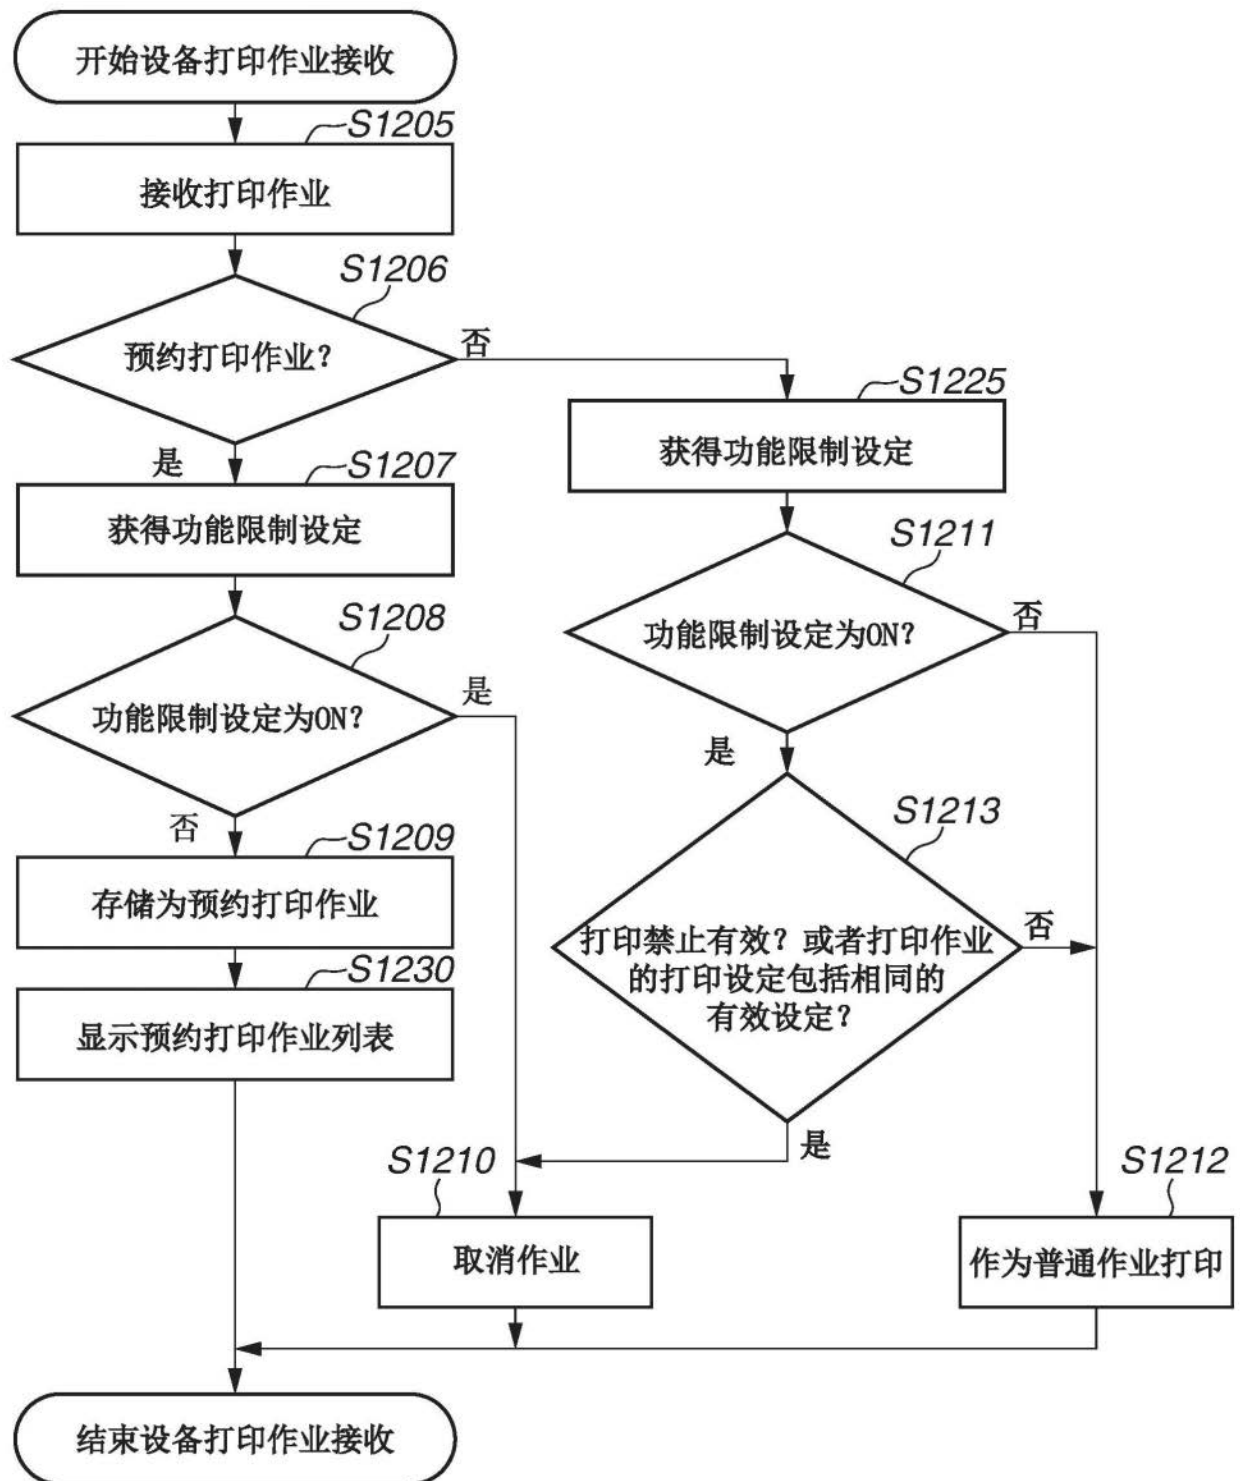 开始设备打印作业接收
S1205
接收打印作业
S1206
预约打印作业?
否
是
S1207
获得功能限制设定
S1208
功能限制设定为ON?
是
否
S1209
存储为预约打印作业
S1230
显示预约打印作业列表
S1225
获得功能限制设定
S1211
功能限制设定为ON?
否
是
S1213
打印禁止有效? 或者打印作业
的打印设定包括相同的
有效设定?
否
是
S1210
取消作业
S1212
作为普通作业打印
结束设备打印作业接收